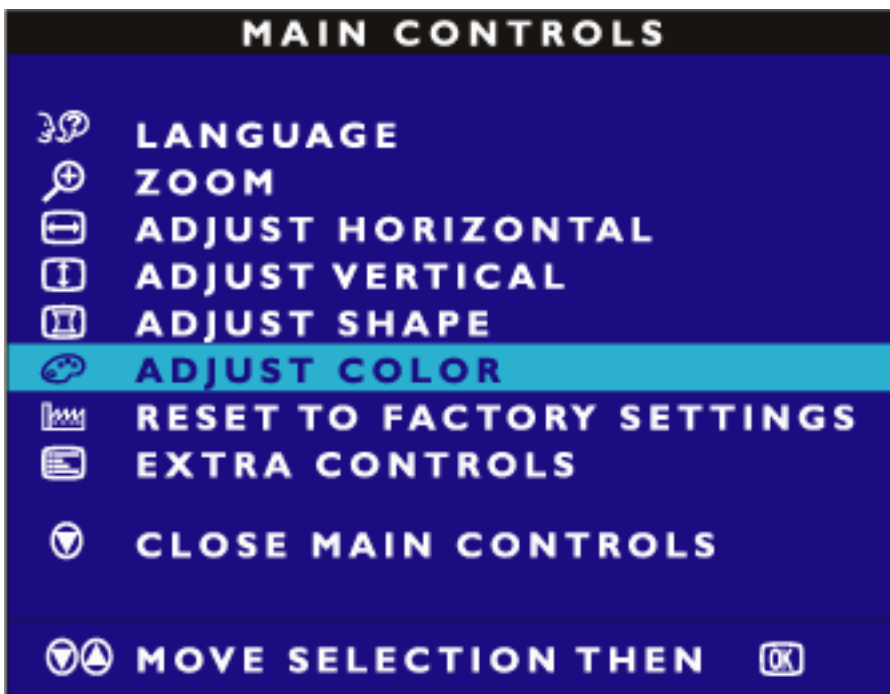 MAIN CONTROLS
LANGUAGE
ZOOM
ADJUST HORIZONTAL
ADJUST VERTICAL
ADJUST SHAPE
ADJUST COLOR
RESET TO FACTORY SETTINGS
EXTRA CONTROLS
CLOSE MAIN CONTROLS
MOVE SELECTION THEN OK